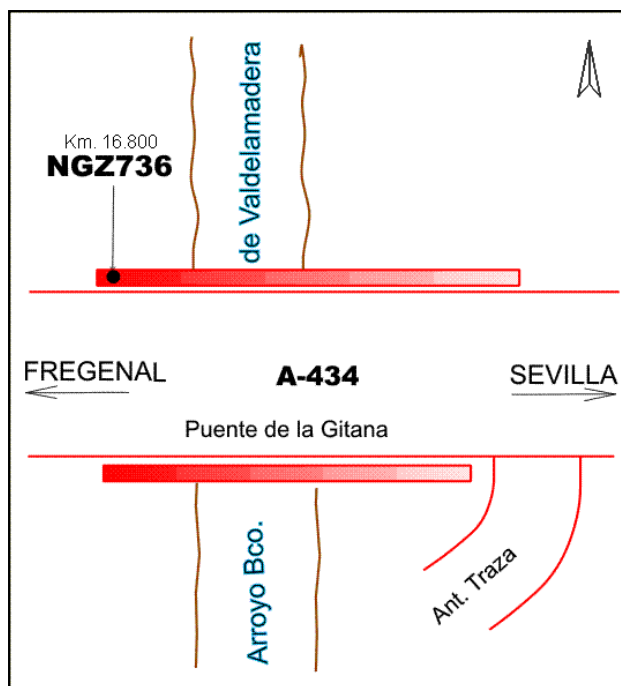 Km. 16.800
NGZ736
de Valdelamadera
FREGENAL
A-434
SEVILLA
Puente de la Gitana
Arroyo Bco.
Ant. Traza